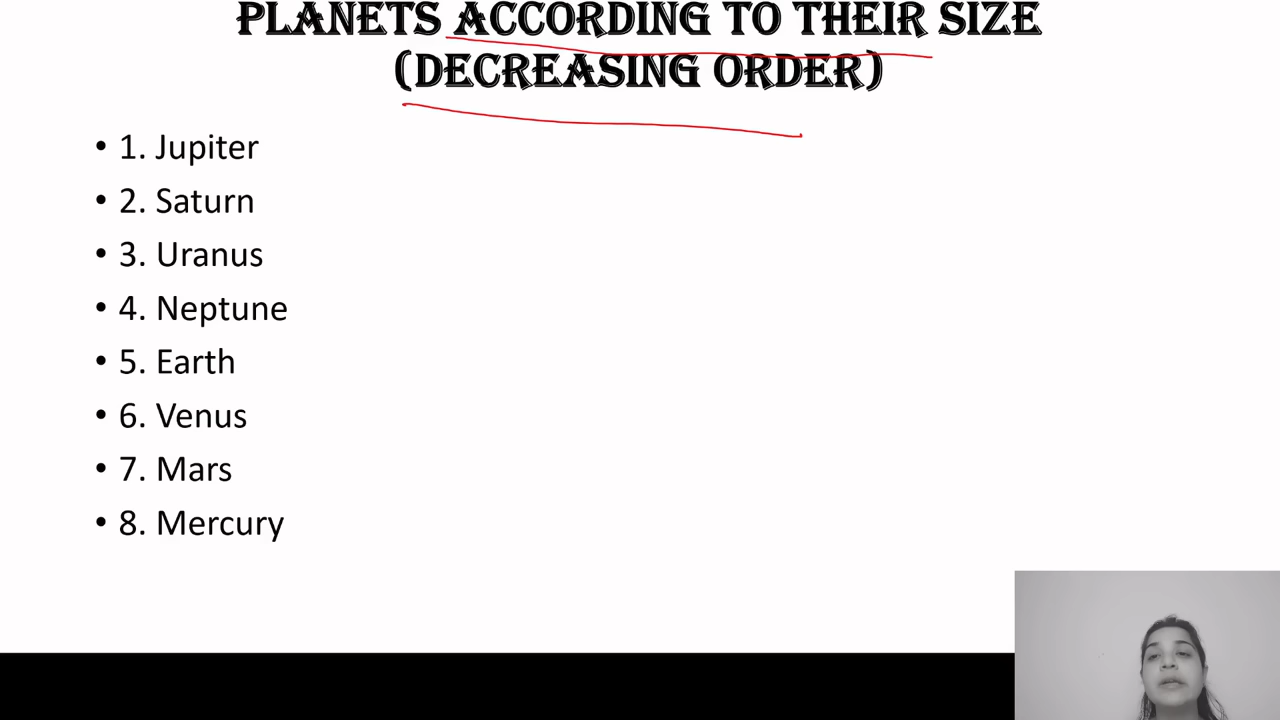 PLANETS ACCORDING TO THEIR SIZE
(DECREASING ORDER)
• 1. Jupiter
• 2. Saturn
• 3. Uranus
• 4. Neptune
• 5. Earth
• 6. Venus
• 7. Mars
• 8. Mercury